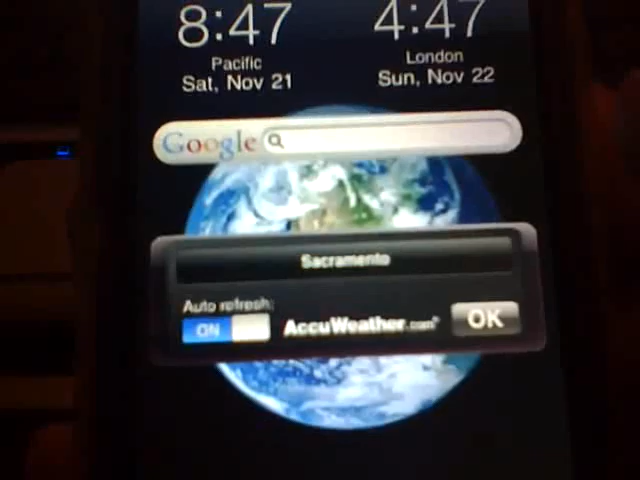 8:47 4:47
Pacific London
Sat, Nov 21 Sun, Nov 22
Google
Sacramento
Auto refresh:
ON AccuWeather.com® OK